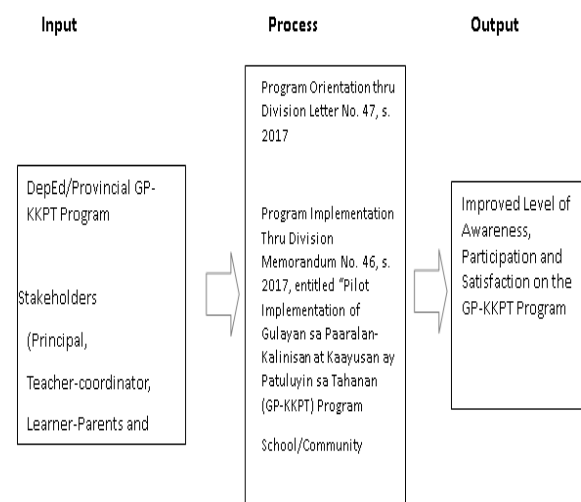 Input
Process
Output
DepEd/Provincial GP-
KKPT Program
Stakeholders
(Principal,
Teacher-coordinator,
Learner-Parents and
Program Orientation thru
Division Letter No. 47, s.
2017
Program Implementation
Thru Division
Memorandum No. 46, s.
2017, entitled “Pilot
Implementation of
Gulayan sa Paaralan-
Kalinisan at Kaayusan ay
Patuluyin sa Tahanan
(GP-KKPT) Program
School/Community
Improved Level of
Awareness,
Participation and
Satisfaction on the
GP-KKPT Program